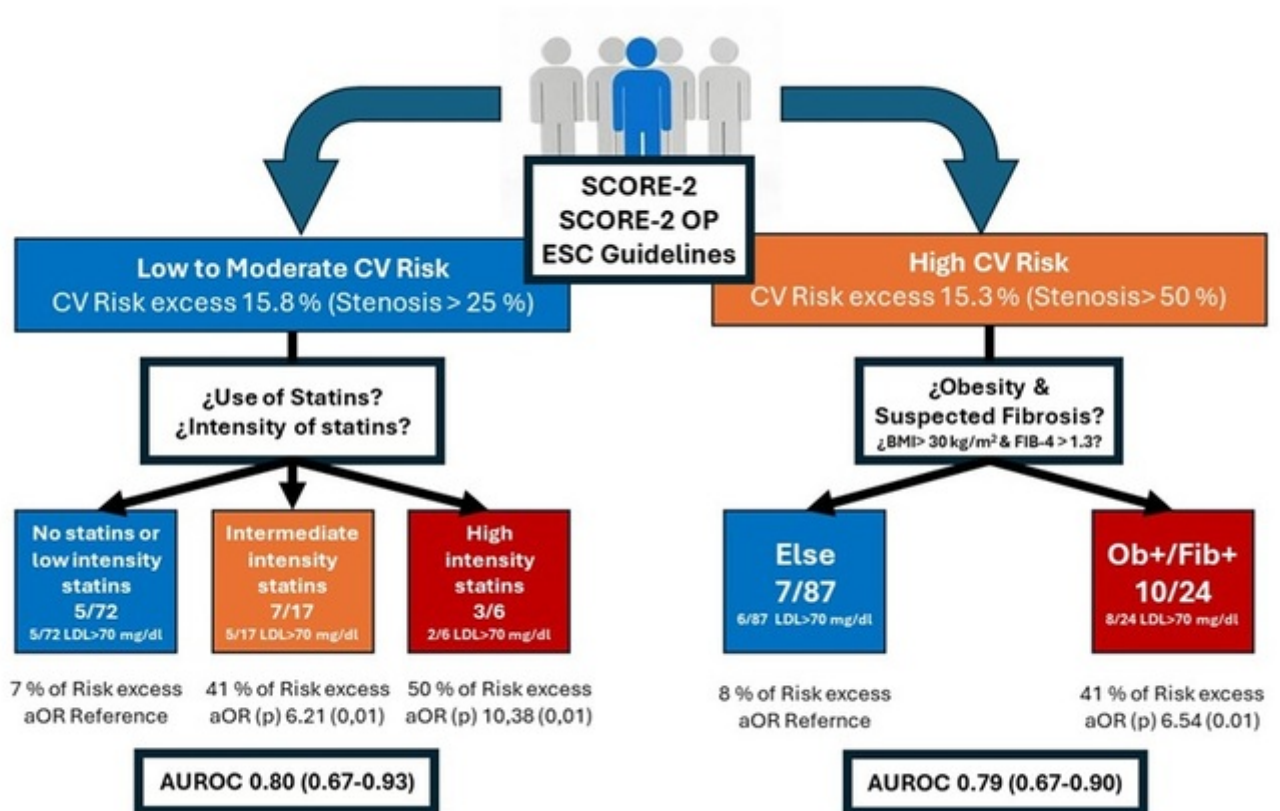 SCORE-2
SCORE-2 OP
ESC Guidelines
Low to Moderate CV Risk
CV Risk excess 15.8 % (Stenosis > 25 %)
High CV Risk
CV Risk excess 15.3 % (Stenosis> 50 %)
¿Use of Statins?
¿Intensity of statins?
¿Obesity &
Suspected Fibrosis?
¿BMI> 30 kg/m² & FIB-4 > 1.3?
No statins or
low intensity
statins
5/72
5/72 LDL>70 mg/dl
Intermediate
intensity
statins
7/17
5/17 LDL>70 mg/dl
High
intensity
statins
3/6
2/6 LDL>70 mg/dl
Else
7/87
6/87 LDL>70 mg/dl
Ob+/Fib+
10/24
8/24 LDL>70 mg/dl
7 % of Risk excess
aOR Reference
41 % of Risk excess
aOR (p) 6.21 (0,01)
50 % of Risk excess
aOR (p) 10,38 (0,01)
8 % of Risk excess
aOR Refernce
41 % of Risk excess
aOR (p) 6.54 (0.01)
AUROC 0.80 (0.67-0.93)
AUROC 0.79 (0.67-0.90)